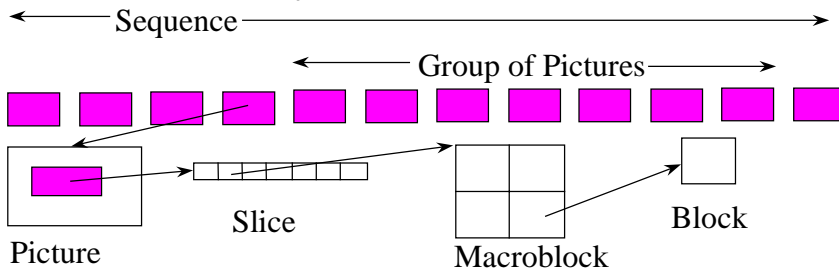 Sequence
Group of Pictures
Picture
Slice
Macroblock
Block